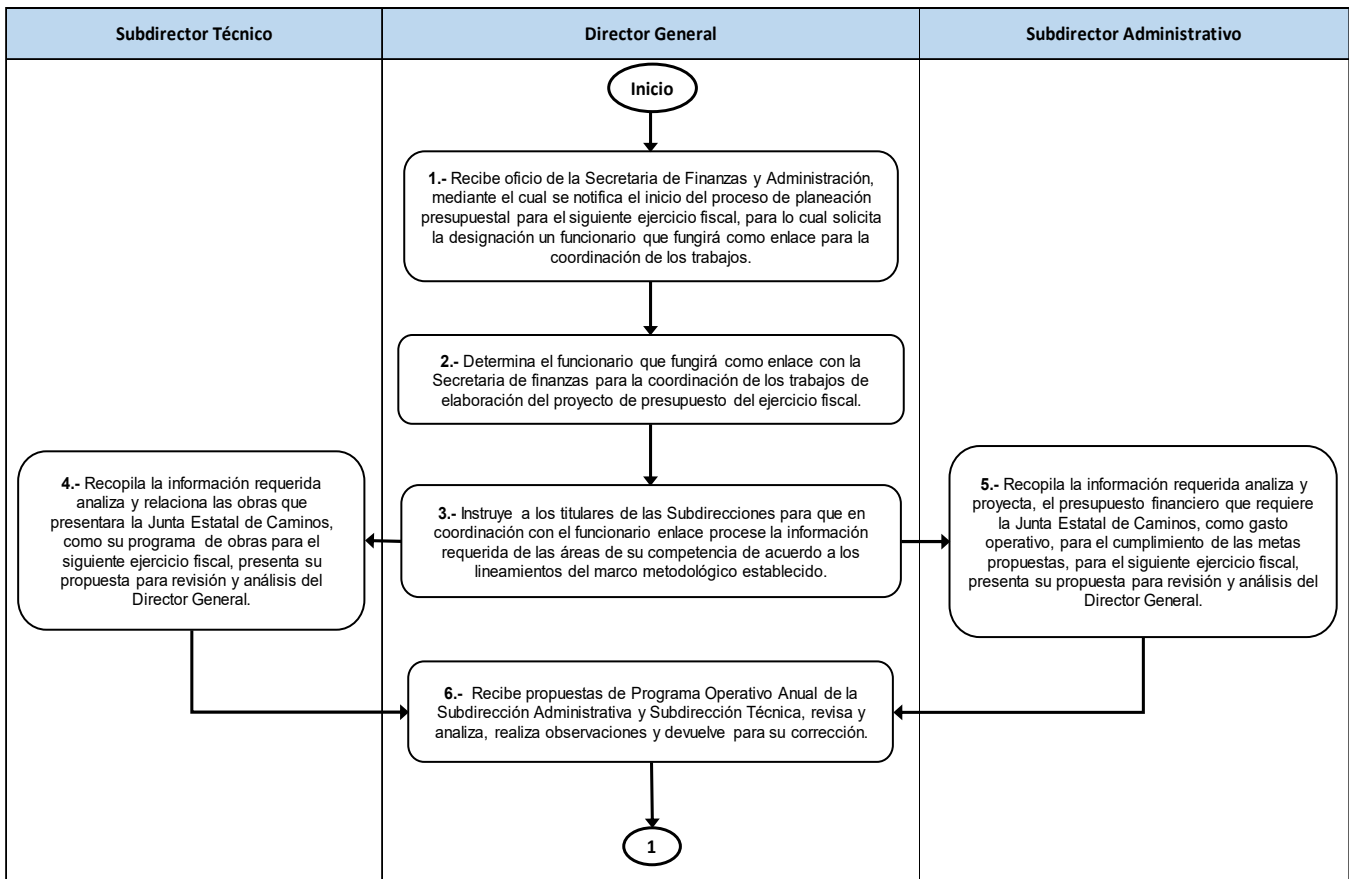 Subdirector Técnico
Director General
Subdirector Administrativo
Inicio
1.- Recibe oficio de la Secretaria de Finanzas y Administración,
mediante el cual se notifica el inicio del proceso de planeación
presupuestal para el siguiente ejercicio fiscal, para lo cual solicita
la designación un funcionario que fungirá como enlace para la
coordinación de los trabajos.
2.- Determina el funcionario que fungirá como enlace con la
Secretaria de finanzas para la coordinación de los trabajos de
elaboración del proyecto de presupuesto del ejercicio fiscal.
3.- Instruye a los titulares de las Subdirecciones para que en
coordinación con el funcionario enlace procese la información
requerida de las áreas de su competencia de acuerdo a los
lineamientos del marco metodológico establecido.
4.- Recopila la información requerida
analiza y relaciona las obras que
presentara la Junta Estatal de Caminos,
como su programa de obras para el
siguiente ejercicio fiscal, presenta su
propuesta para revisión y análisis del
Director General.
5.- Recopila la información requerida analiza y
proyecta, el presupuesto financiero que requiere
la Junta Estatal de Caminos, como gasto
operativo, para el cumplimiento de las metas
propuestas, para el siguiente ejercicio fiscal,
presenta su propuesta para revisión y análisis del
Director General.
6.- Recibe propuestas de Programa Operativo Anual de la
Subdirección Administrativa y Subdirección Técnica, revisa y
analiza, realiza observaciones y devuelve para su corrección.
1